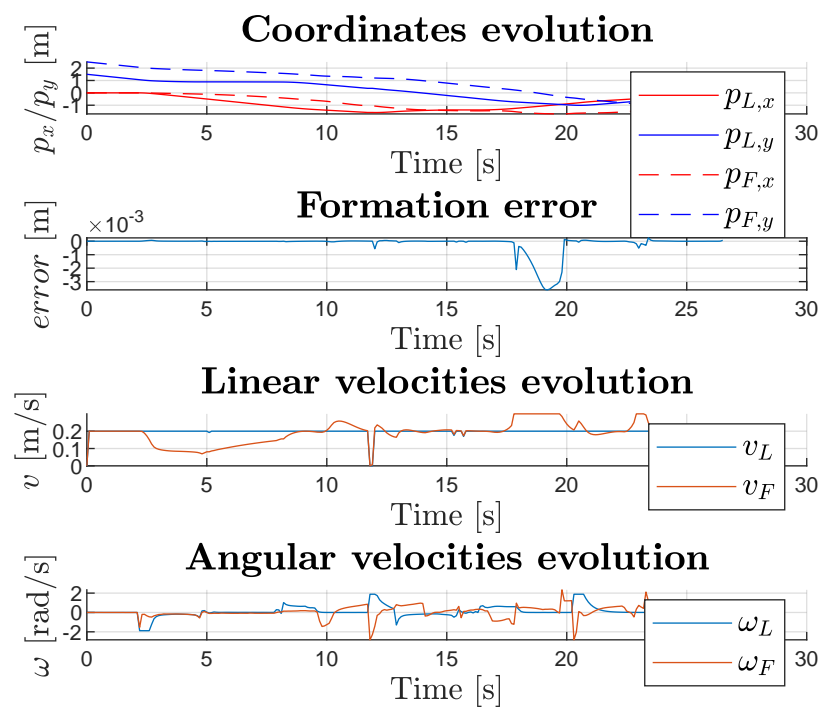 Coordinates evolution
p_x/p_y [m]
2
1
0
-1
0 5 10 15 30
Time [s]
p_{L,x}
p_{L,y}
p_{F,x}
p_{F,y}
Formation error
×10^{-3}
error [m]
0
-1
-2
-3
0 5 10 15 20 25 30
Time [s]
Linear velocities evolution
v [m/s]
0.2
0.1
0
0 5 10 15 20 30
Time [s]
v_L
v_F
Angular velocities evolution
ω [rad/s]
2
0
-2
0 5 10 15 20 30
Time [s]
ω_L
ω_F